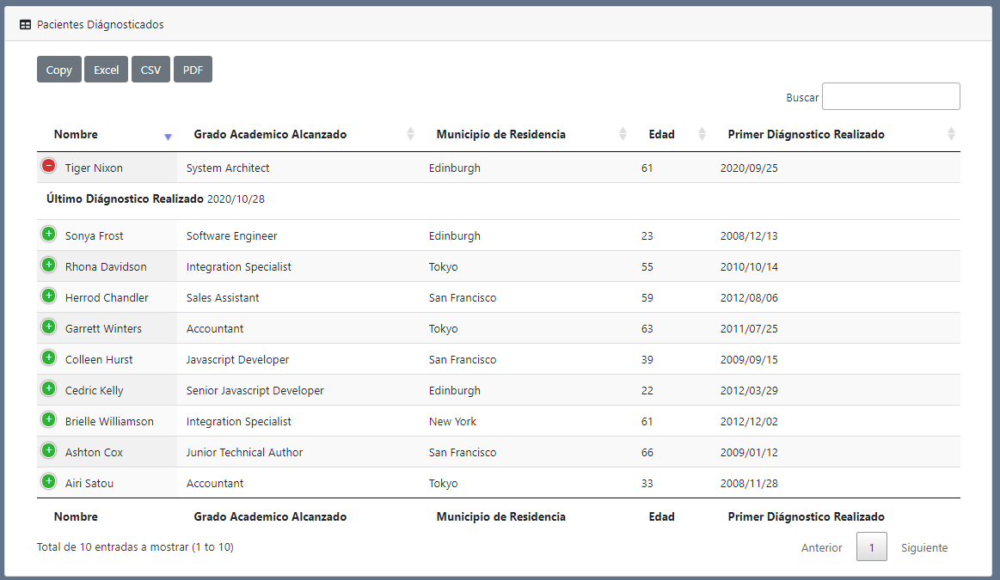 Pacientes Diágnosticados
Copy Excel CSV PDF
Buscar
Nombre Grado Academico Alcanzado Municipio de Residencia Edad Primer Diágnostico Realizado
Tiger Nixon System Architect Edinburgh 61 2020/09/25
Último Diágnostico Realizado 2020/10/28
Sonya Frost Software Engineer Edinburgh 23 2008/12/13
Rhona Davidson Integration Specialist Tokyo 55 2010/10/14
Herrod Chandler Sales Assistant San Francisco 59 2012/08/06
Garrett Winters Accountant Tokyo 63 2011/07/25
Colleen Hurst Javascript Developer San Francisco 39 2009/09/15
Cedric Kelly Senior Javascript Developer Edinburgh 22 2012/03/29
Brielle Williamson Integration Specialist New York 61 2012/12/02
Ashton Cox Junior Technical Author San Francisco 66 2009/01/12
Airi Satou Accountant Tokyo 33 2008/11/28
Nombre Grado Academico Alcanzado Municipio de Residencia Edad Primer Diágnostico Realizado
Total de 10 entradas a mostrar (1 to 10) Anterior 1 Siguiente